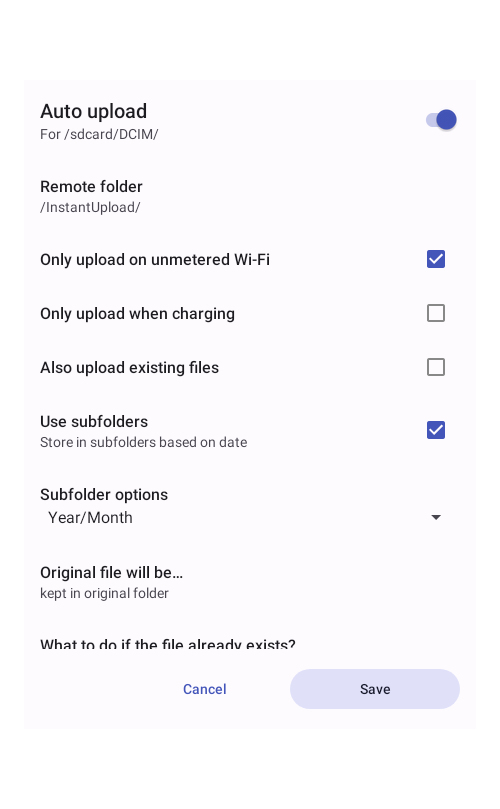 Auto upload
For /sdcard/DCIM/
Remote folder
/InstantUpload/
Only upload on unmetered Wi-Fi
Only upload when charging
Also upload existing files
Use subfolders
Store in subfolders based on date
Subfolder options
Year/Month
Original file will be…
kept in original folder
What to do if the file already exists?
Cancel
Save